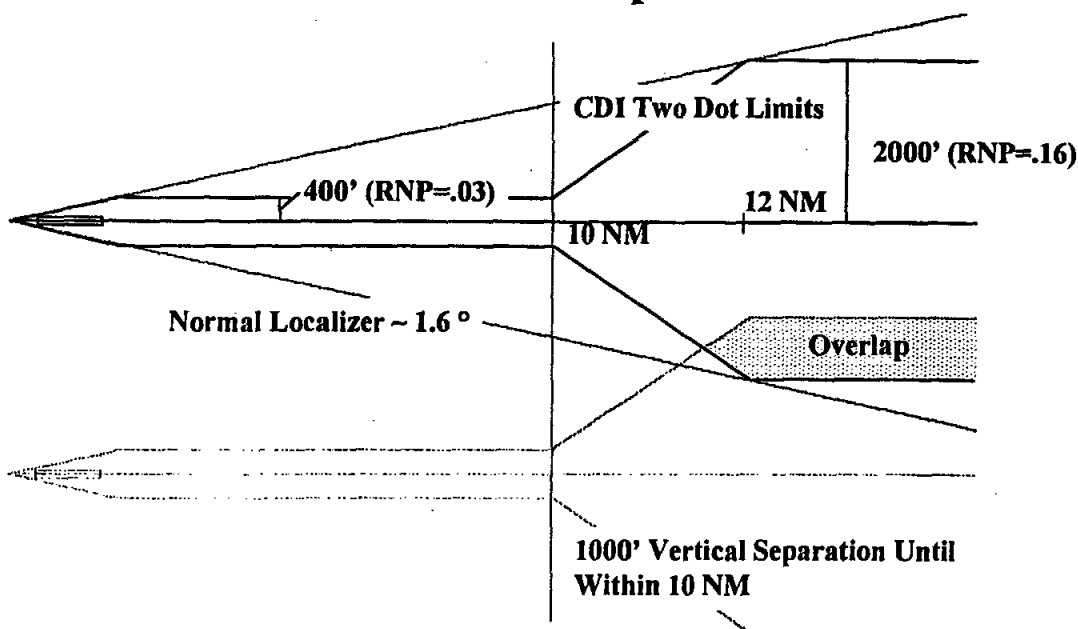 CDI Two Dot Limits
2000' (RNP=.16)
400' (RNP=.03)
12 NM
10 NM
Normal Localizer ~ 1.6 °
Overlap
1000' Vertical Separation Until
Within 10 NM